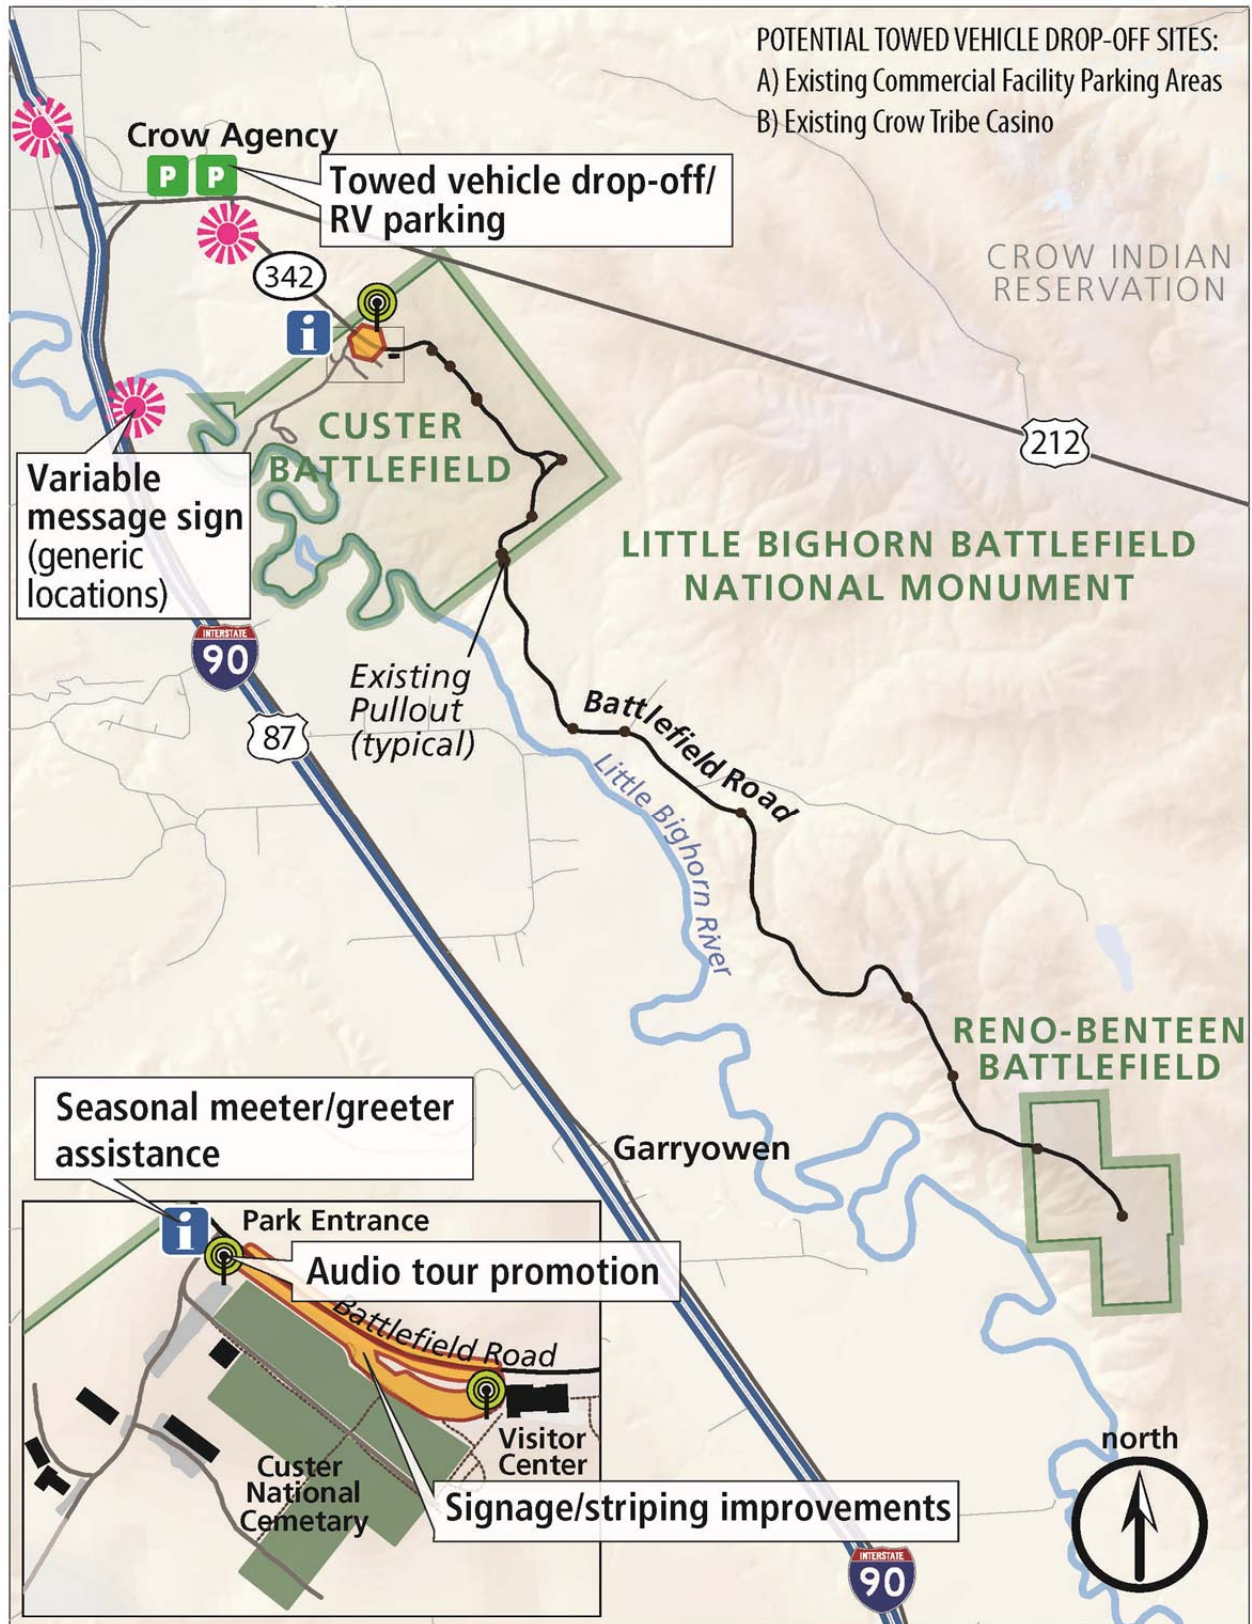 POTENTIAL TOWED VEHICLE DROP-OFF SITES:
A) Existing Commercial Facility Parking Areas
B) Existing Crow Tribe Casino
Crow Agency
P P
Towed vehicle drop-off/
RV parking
CROW INDIAN
RESERVATION
342
i
212
CUSTER
BATTLEFIELD
Variable
message sign
(generic
locations)
LITTLE BIGHORN BATTLEFIELD
NATIONAL MONUMENT
INTERSTATE
90
87
Existing
Pullout
(typical)
Battlefield Road
Little Bighorn River
RENO-BENTEEN
BATTLEFIELD
Garryowen
Seasonal meeter/greeter
assistance
i
Park Entrance
Audio tour promotion
Battlefield Road
Visitor
Center
Custer
National
Cemetary
Signage/striping improvements
north
INTERSTATE
90